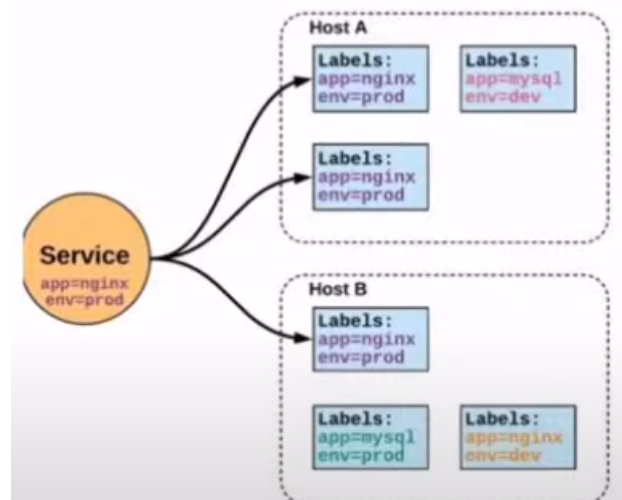 Host A
Labels:
app=nginx
env=prod
Labels:
app=mysql
env=dev
Labels:
app=nginx
env=prod
Service
app=nginx
env=prod
Host B
Labels:
app=nginx
env=prod
Labels:
app=mysql
env=prod
Labels:
app=nginx
env=dev